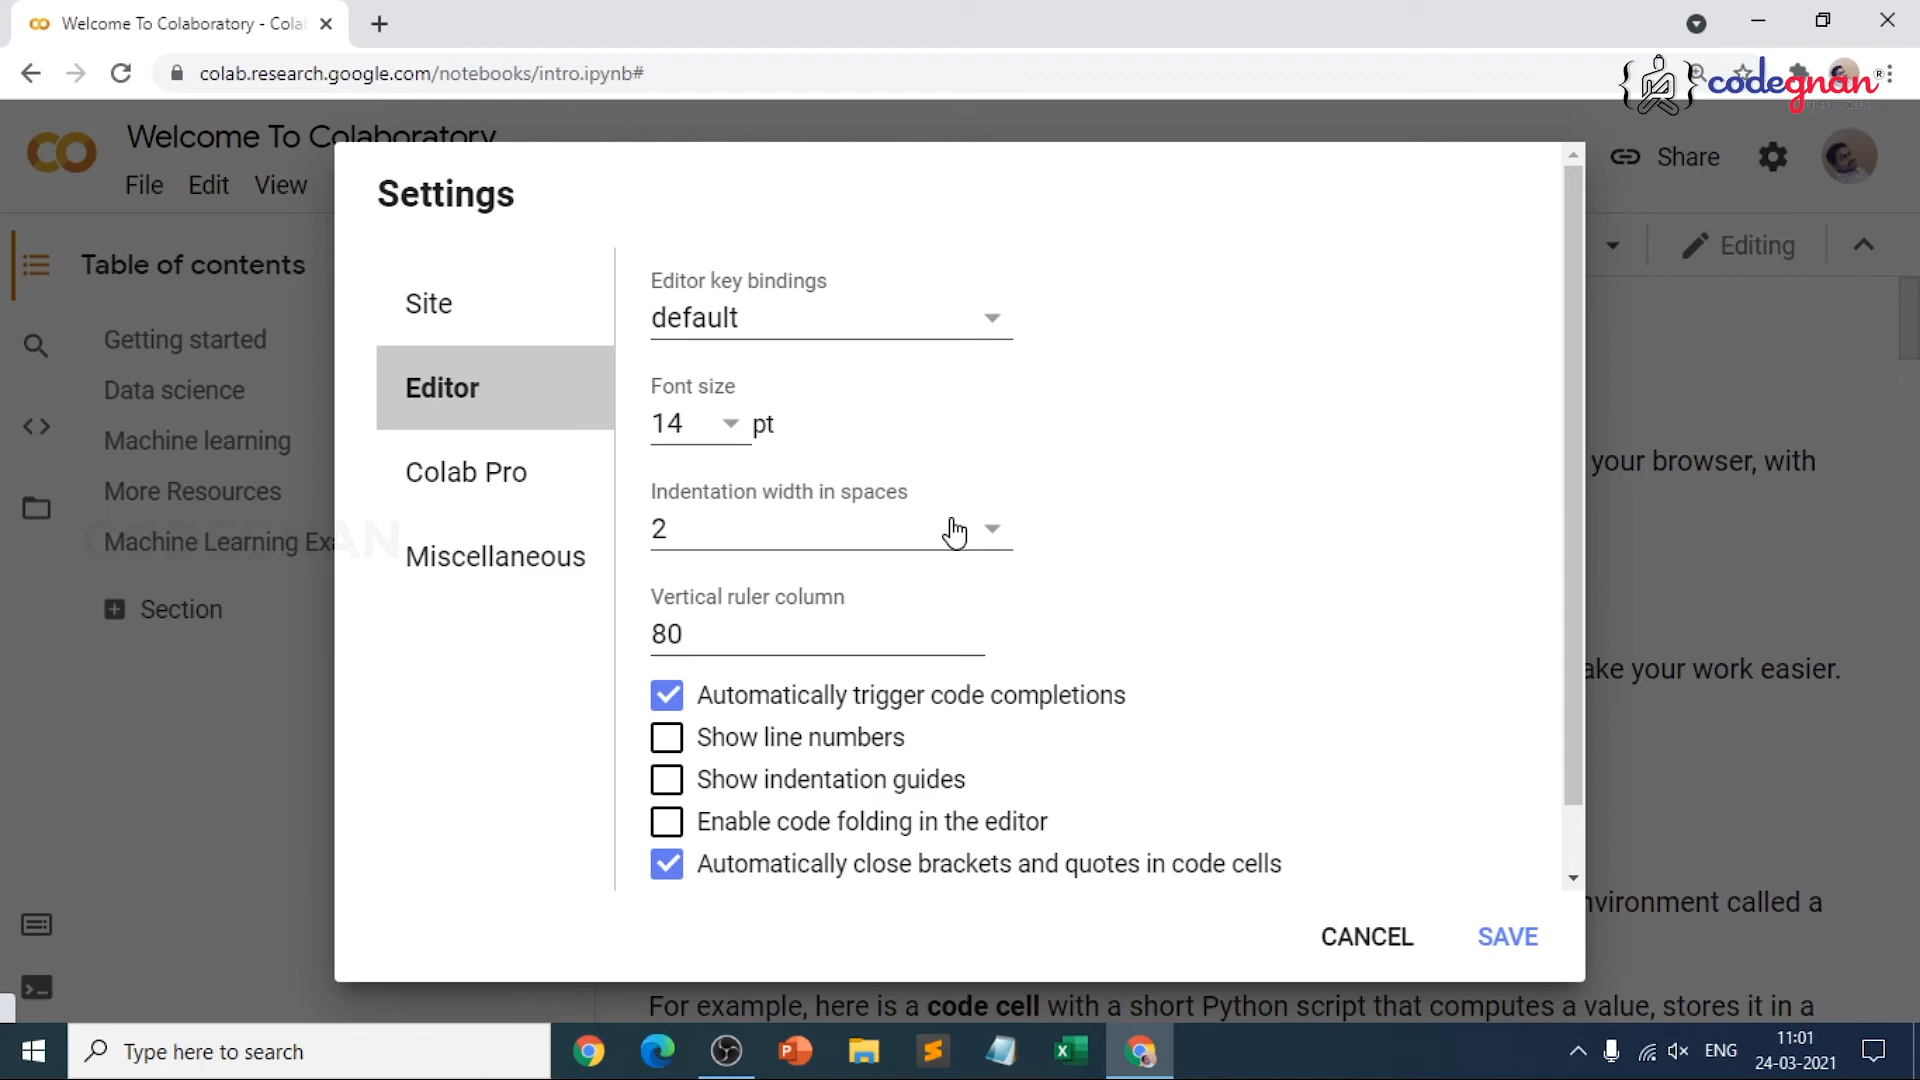 Welcome To Colaboratory - Cola
colab.research.google.com/notebooks/intro.ipynb#
codegnan®
Welcome To Colaboratory
File Edit View
Share
Settings
Table of contents
Editing
Site
Editor
Colab Pro
Miscellaneous
Getting started
Data science
Machine learning
More Resources
Machine Learning Exa
Section
Editor key bindings
default
Font size
14 pt
Indentation width in spaces
2
Vertical ruler column
80
Automatically trigger code completions
Show line numbers
Show indentation guides
Enable code folding in the editor
Automatically close brackets and quotes in code cells
CANCEL SAVE
your browser, with
ake your work easier.
nvironment called a
For example, here is a code cell with a short Python script that computes a value, stores it in a
Type here to search
ENG
11:01
24-03-2021